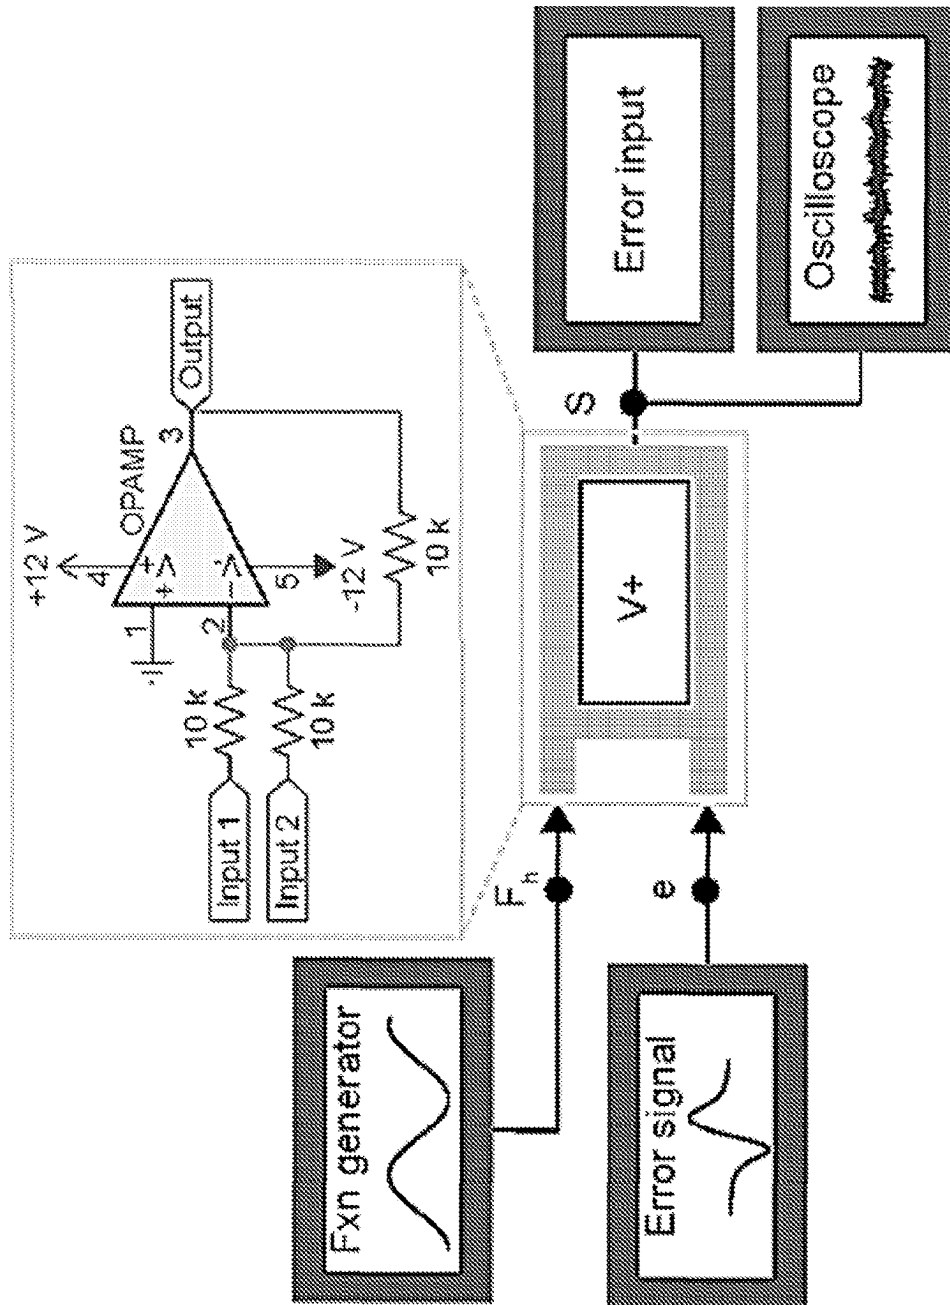 +12 V
4
OPAMP
1
+
+
2
-
-
3
Output
5
-12 V
10 k
Input 1
10 k
Input 2
10 k
Fxn generator
Fn
Error signal
e
V+
S
Error input
Oscilloscope